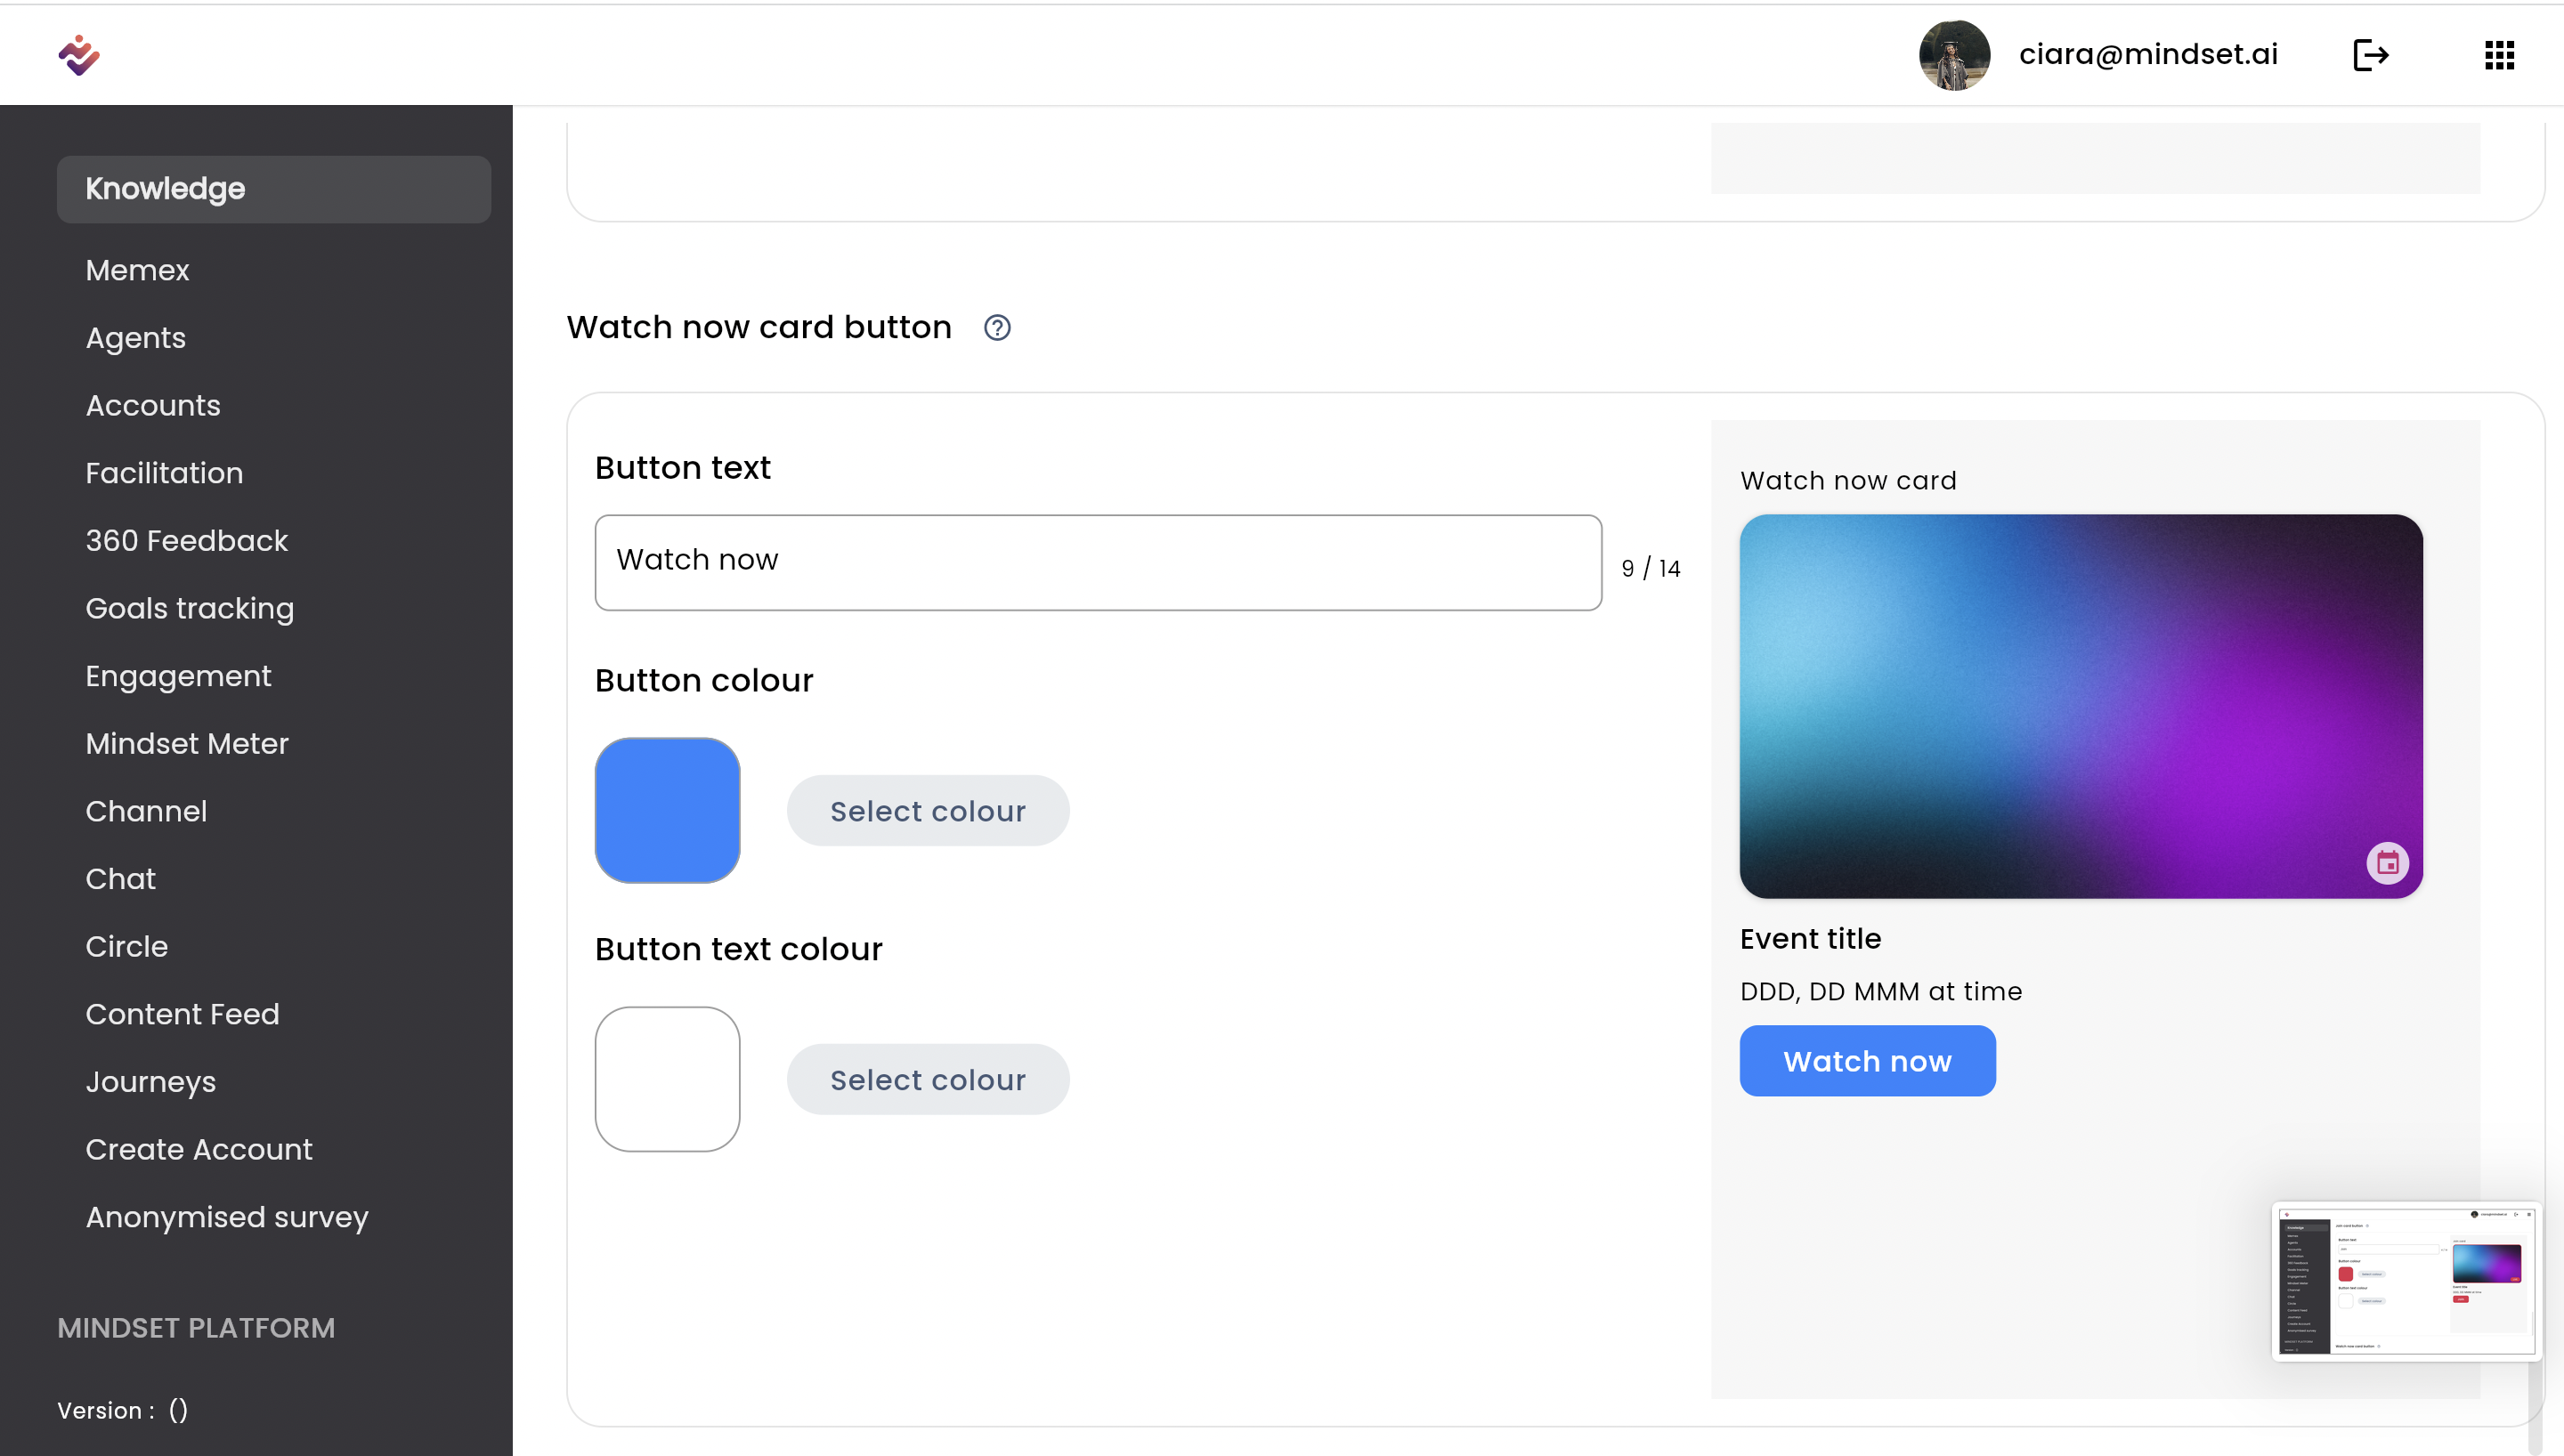 ciara@mindset.ai
Knowledge
Memex
Agents
Accounts
Facilitation
360 Feedback
Goals tracking
Engagement
Mindset Meter
Channel
Chat
Circle
Content Feed
Journeys
Create Account
Anonymised survey
MINDSET PLATFORM
Version : ()
Watch now card button
Button text
Watch now
9 / 14
Button colour
Select colour
Button text colour
Select colour
Watch now card
Event title
DDD, DD MMM at time
Watch now